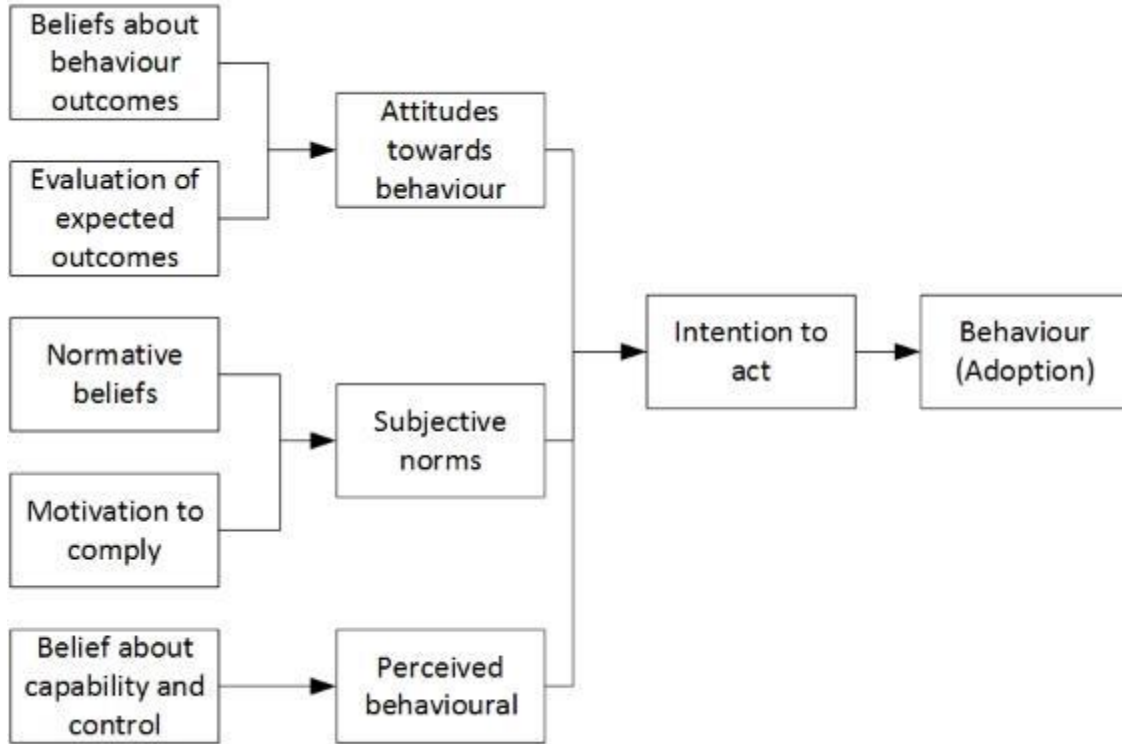 Beliefs about
behaviour
outcomes
Evaluation of
expected
outcomes
Normative
beliefs
Motivation to
comply
Belief about
capability and
control
Attitudes
towards
behaviour
Subjective
norms
Perceived
behavioural
Intention to
act
Behaviour
(Adoption)